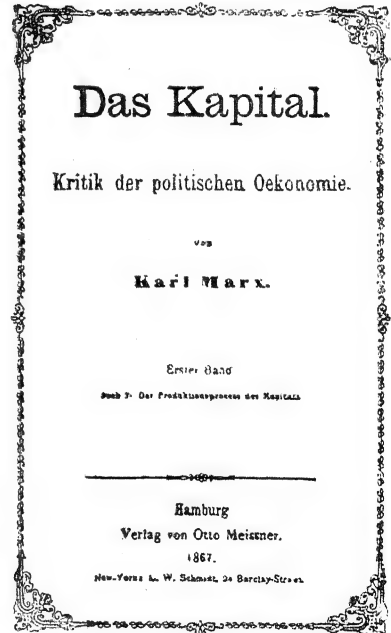 Das Kapital.
Kritik der politischen Oekonomie.
von
Karl Marx.
Erster Band
Buch I: Der Produktionsprocess des Kapitals
Hamburg
Verlag von Otto Meissner.
1867.
New-York: L. W. Schmidt, 24 Barclay-Street.